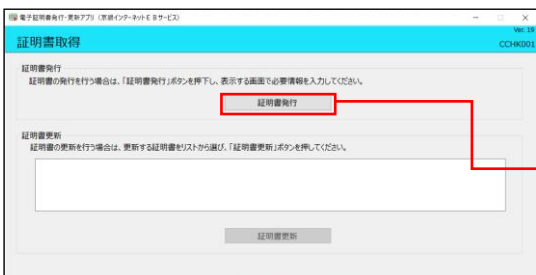 電子証明書発行・更新アプリ（京銀インターネットEBサービス）
Ver. 19
証明書取得
CCHK001
証明書発行
証明書の発行を行う場合は、「証明書発行」ボタンを押下し、表示する画面で必要情報を入力してください。
証明書発行
証明書更新
証明書の更新を行う場合は、更新する証明書をリストから選び、「証明書更新」ボタンを押してください。
証明書更新